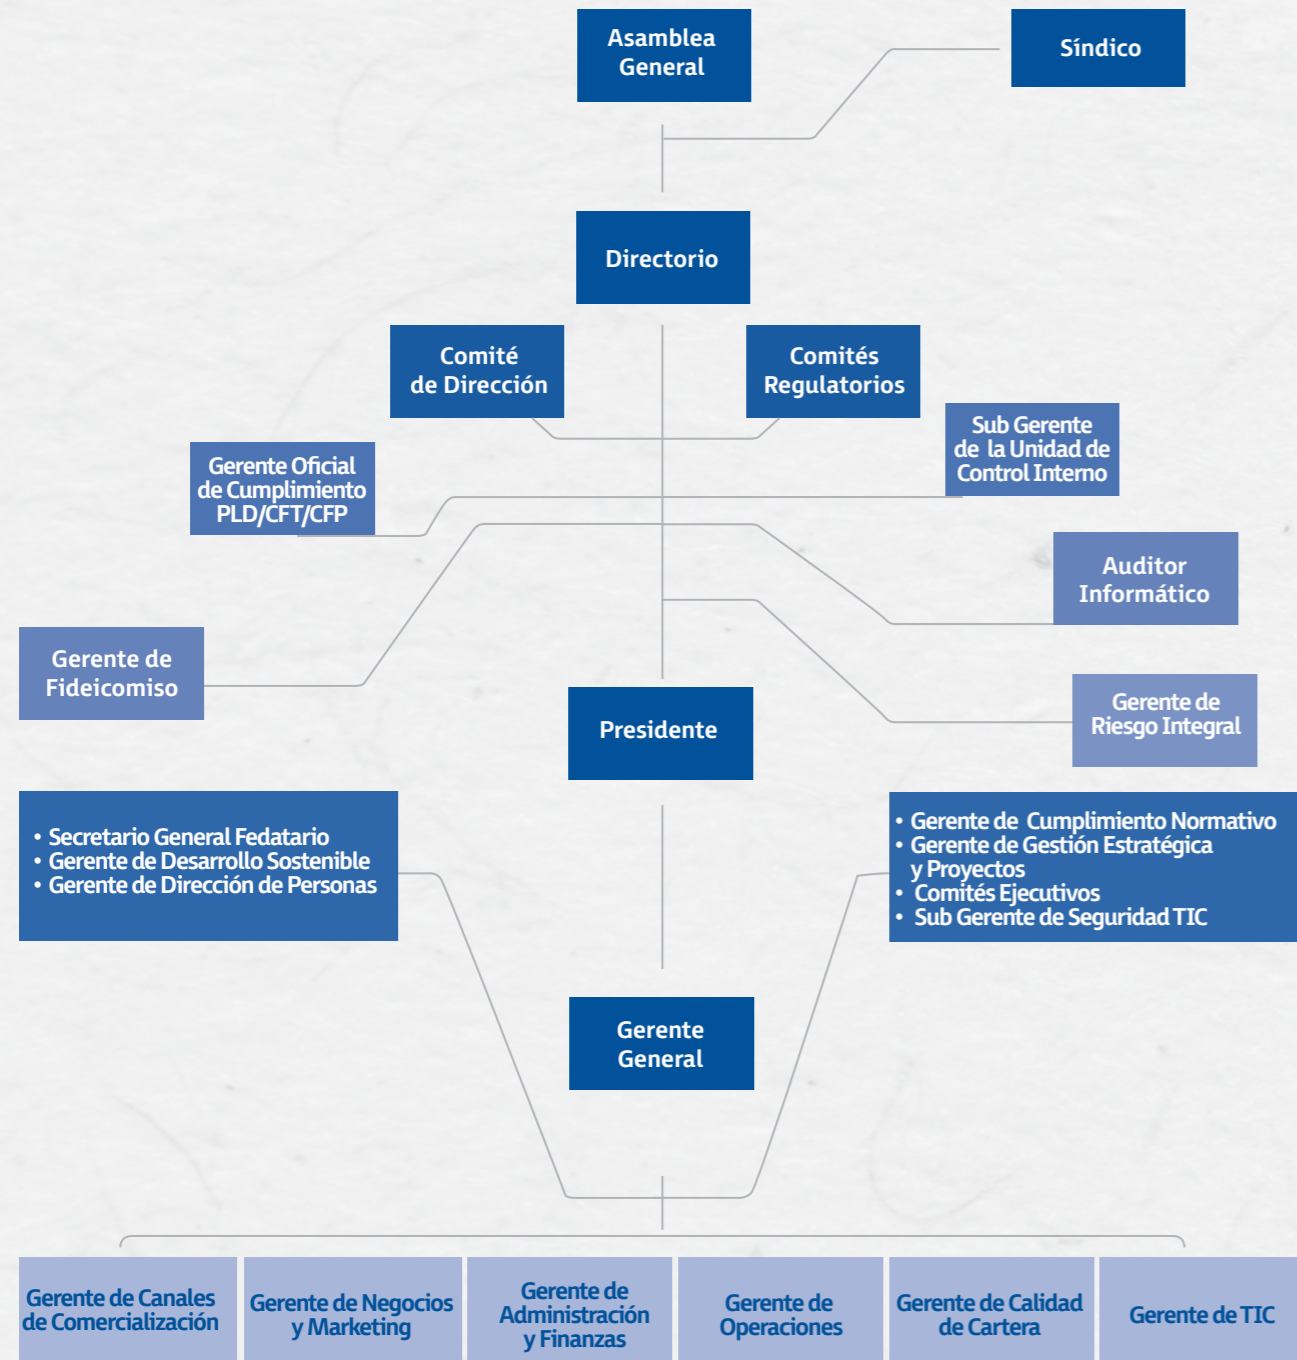 Asamblea
General
Síndico
Directorio
Comité
de Dirección
Comités
Regulatorios
Sub Gerente
de la Unidad de
Control Interno
Gerente Oficial
de Cumplimiento
PLD/CFT/CFP
Auditor
Informático
Gerente de
Fideicomiso
Gerente de
Riesgo Integral
Presidente
• Secretario General Fedatario
• Gerente de Desarrollo Sostenible
• Gerente de Dirección de Personas
• Gerente de Cumplimiento Normativo
• Gerente de Gestión Estratégica
y Proyectos
• Comités Ejecutivos
• Sub Gerente de Seguridad TIC
Gerente
General
Gerente de Canales
de Comercialización
Gerente de Negocios
y Marketing
Gerente de
Administración
y Finanzas
Gerente de
Operaciones
Gerente de Calidad
de Cartera
Gerente de TIC